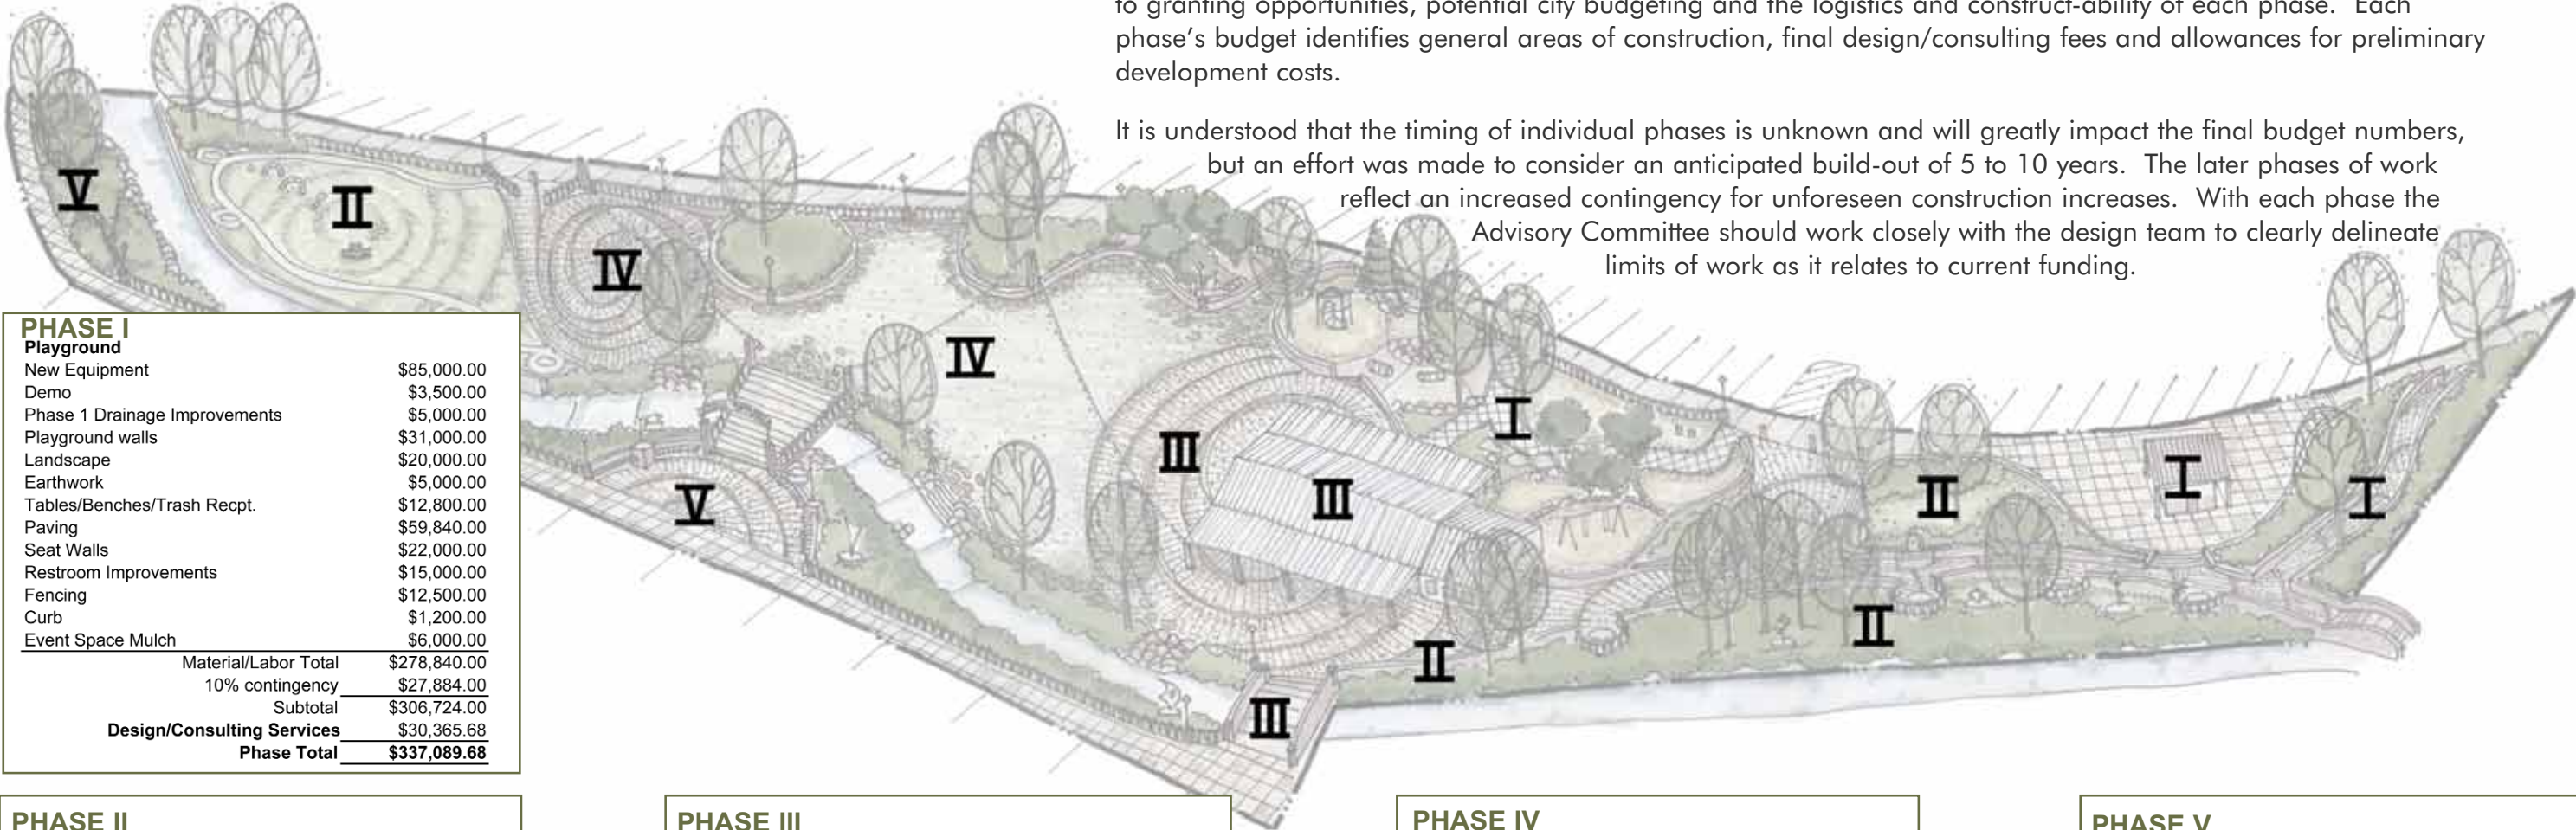 to granting opportunities, potential city budgeting and the logistics and construct-ability of each phase. Each
phase's budget identifies general areas of construction, final design/consulting fees and allowances for preliminary
development costs.
It is understood that the timing of individual phases is unknown and will greatly impact the final budget numbers,
but an effort was made to consider an anticipated build-out of 5 to 10 years. The later phases of work
reflect an increased contingency for unforeseen construction increases. With each phase the
Advisory Committee should work closely with the design team to clearly delineate
limits of work as it relates to current funding.
V
II
IV
IV
V
III
III
I
II
I
I
II
II
III
PHASE I
Playground
New Equipment $85,000.00
Demo $3,500.00
Phase 1 Drainage Improvements $5,000.00
Playground walls $31,000.00
Landscape $20,000.00
Earthwork $5,000.00
Tables/Benches/Trash Recpt. $12,800.00
Paving $59,840.00
Seat Walls $22,000.00
Restroom Improvements $15,000.00
Fencing $12,500.00
Curb $1,200.00
Event Space Mulch $6,000.00
Material/Labor Total $278,840.00
10% contingency $27,884.00
Subtotal $306,724.00
Design/Consulting Services $30,365.68
Phase Total $337,089.68
PHASE II
PHASE III
PHASE IV
PHASE V